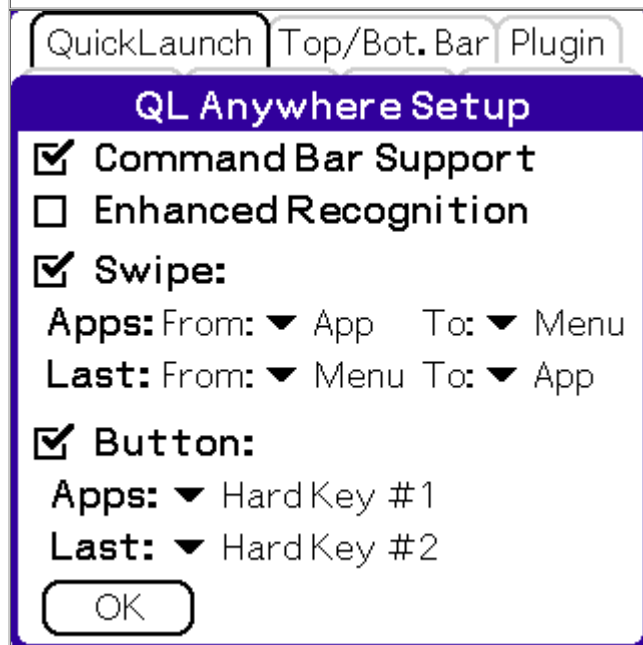 QuickLaunch Top/Bot. Bar Plugin
QL Anywhere Setup
Command Bar Support
Enhanced Recognition
Swipe:
Apps: From: App To: Menu
Last: From: Menu To: App
Button:
Apps: Hard Key #1
Last: Hard Key #2
OK